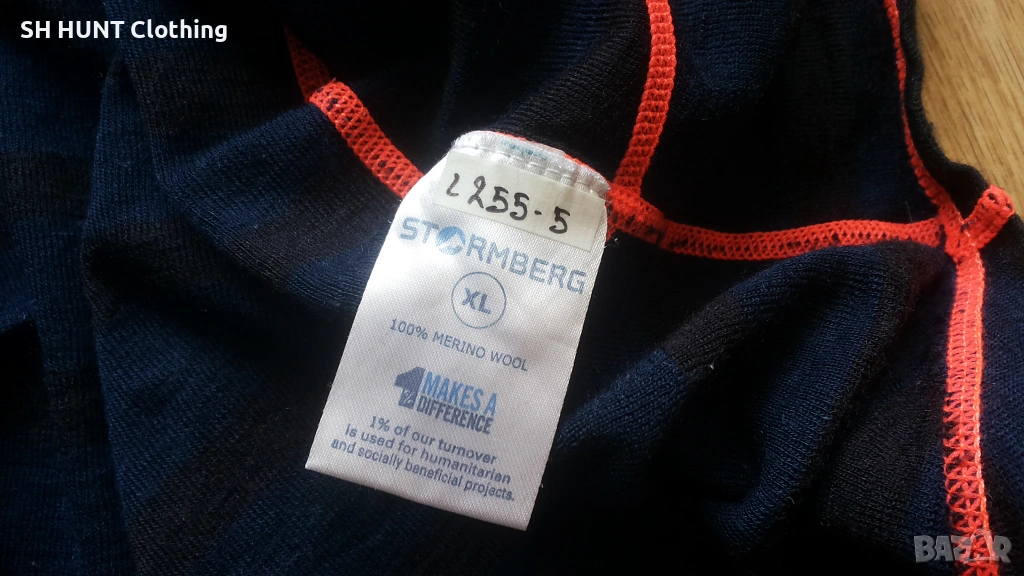 SH HUNT Clothing
2255-5
STORMBERG
XL
100% MERINO WOOL
1% MAKES A
DIFFERENCE
1% of our turnover
is used for humanitarian
and socially beneficial projects.
BAZAR